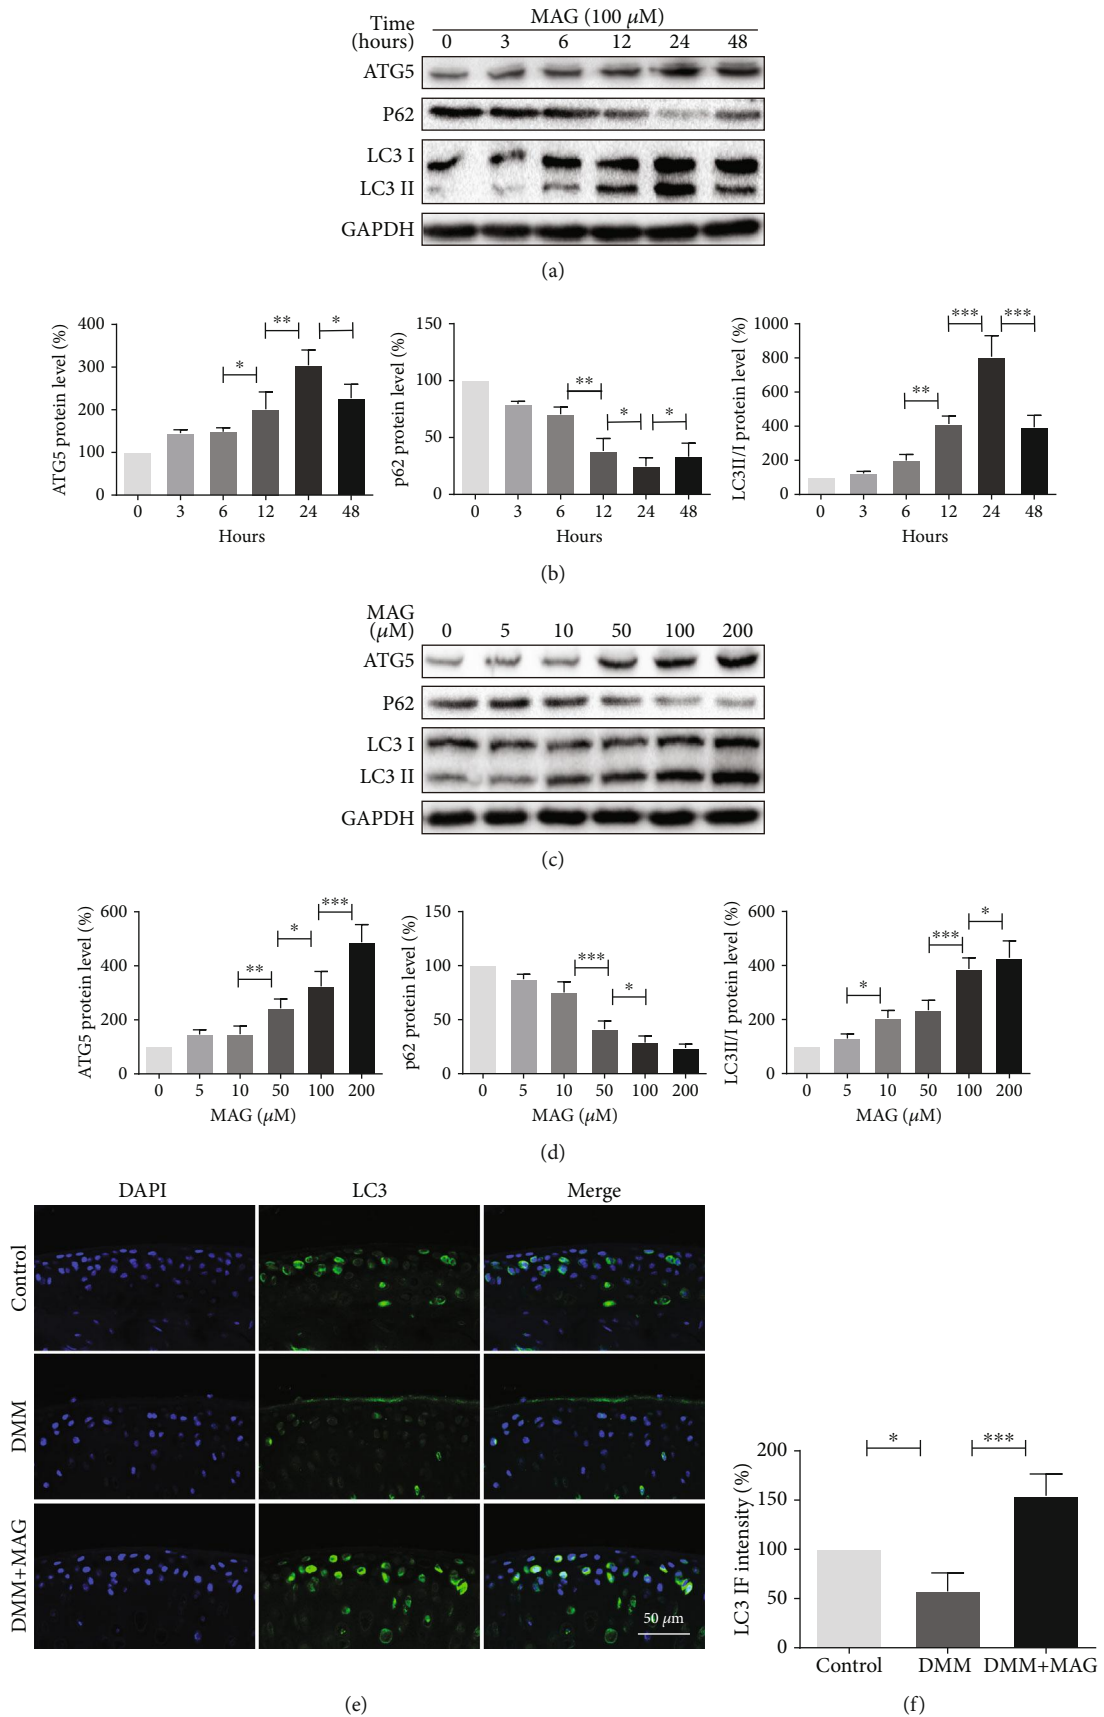 Time (hours) MAG (100 μM)
0 3 6 12 24 48
ATG5
P62
LC3 I
LC3 II
GAPDH
(a)
ATG5 protein level (%)
400
300
200
100
0
* ** *
0 3 6 12 24 48
Hours
p62 protein level (%)
150
100
50
0
** * *
0 3 6 12 24 48
Hours
LC3II/I protein level (%)
1000
800
600
400
200
0
** *** ***
0 3 6 12 24 48
Hours
(b)
MAG (μM) 0 5 10 50 100 200
ATG5
P62
LC3 I
LC3 II
GAPDH
(c)
ATG5 protein level (%)
600
400
200
0
** * ***
0 5 10 50 100 200
MAG (μM)
p62 protein level (%)
150
100
50
0
*** *
0 5 10 50 100 200
MAG (μM)
LC3II/I protein level (%)
600
400
200
0
* *** *
0 5 10 50 100 200
MAG (μM)
(d)
DAPI LC3 Merge
Control
DMM
DMM+MAG
50 μm
(e)
LC3 IF intensity (%)
200
150
100
50
0
* ***
Control DMM DMM+MAG
(f)